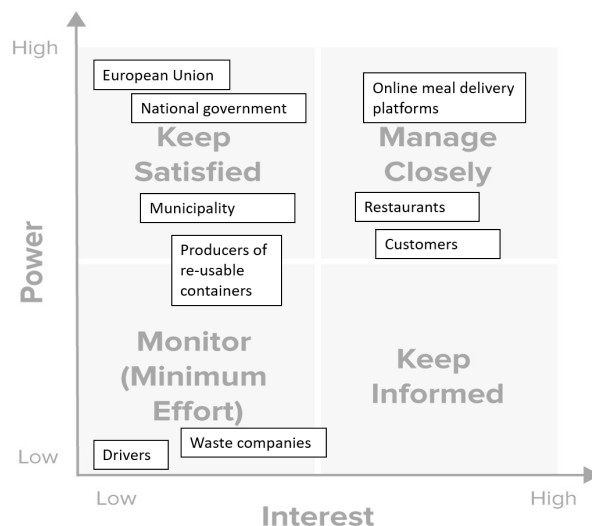 High
European Union
National government
Online meal delivery
platforms
Keep
Satisfied
Manage
Closely
Municipality
Restaurants
Customers
Producers of
re-usable
containers
Power
Monitor
(Minimum
Effort)
Keep
Informed
Waste companies
Drivers
Low
Low
High
Interest